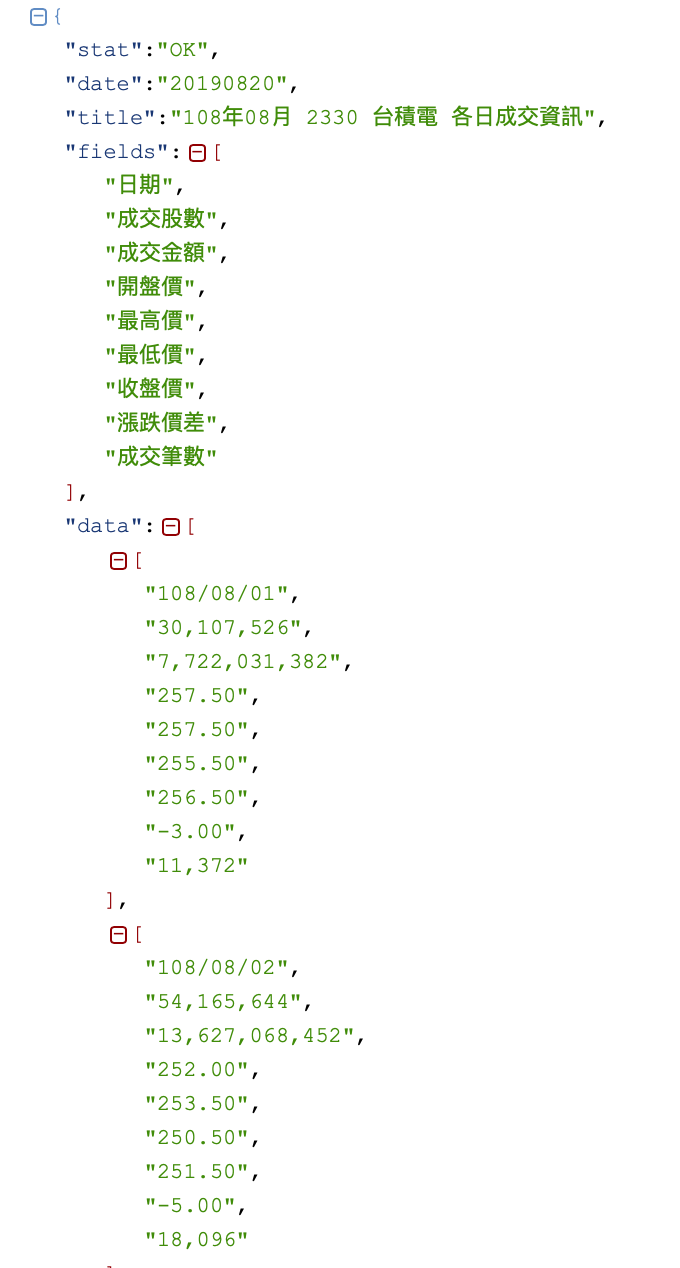 {
"stat":"OK",
"date":"20190820",
"title":"108年08月 2330 台積電 各日成交資訊",
"fields": [
"日期",
"成交股數",
"成交金額",
"開盤價",
"最高價",
"最低價",
"收盤價",
"漲跌價差",
"成交筆數"
],
"data": [
[
"108/08/01",
"30,107,526",
"7,722,031,382",
"257.50",
"257.50",
"255.50",
"256.50",
"-3.00",
"11,372"
],
[
"108/08/02",
"54,165,644",
"13,627,068,452",
"252.00",
"253.50",
"250.50",
"251.50",
"-5.00",
"18,096"
]